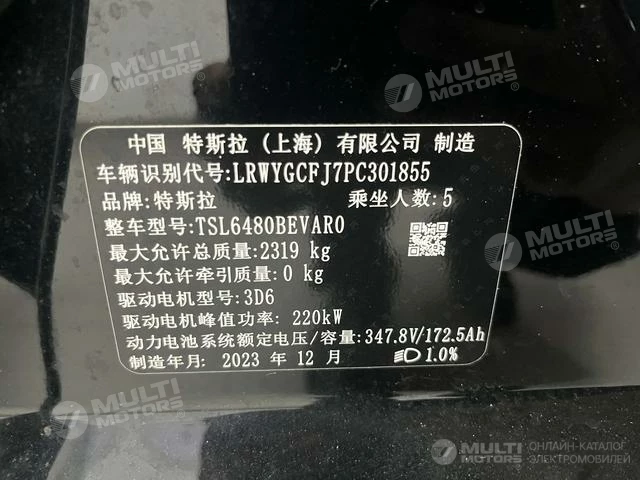 MULTI
MOTORS®
MULTI
MOTORS®
中国 特斯拉（上海）有限公司 制造
车辆识别代号:LRWYGCFJ7PC301855
品牌:特斯拉 乘坐人数:5
整车型号:TSL6480BEVAR0
最大允许总质量:2319 kg
最大允许牵引质量:0 kg
驱动电机型号:3D6
驱动电机峰值功率: 220kW
动力电池系统额定电压/容量:347.8V/172.5Ah
制造年月: 2023 年 12 月 1.0%
MULTI
MOTORS®
MULTI
MOTORS®
MULTI
MOTORS®
ОНЛАЙН-КАТАЛОГ
ЭЛЕКТРОМОБИЛЕЙ